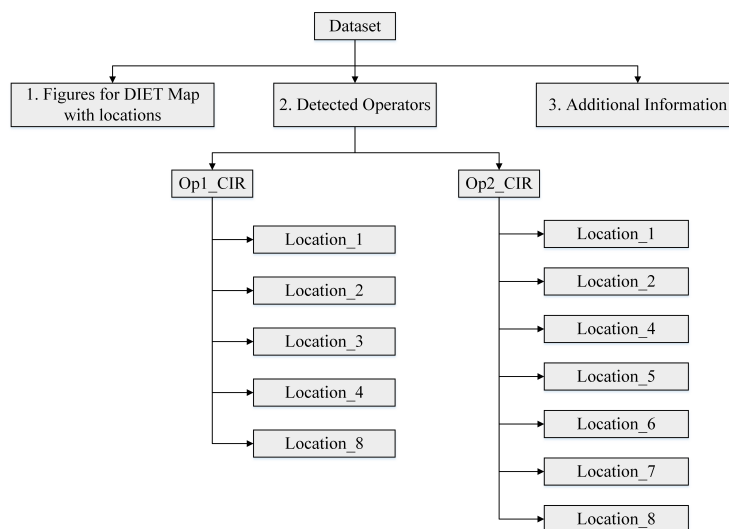 Dataset
1. Figures for DIET Map
with locations
2. Detected Operators
3. Additional Information
Op1_CIR
Op2_CIR
Location_1
Location_2
Location_3
Location_4
Location_8
Location_1
Location_2
Location_4
Location_5
Location_6
Location_7
Location_8